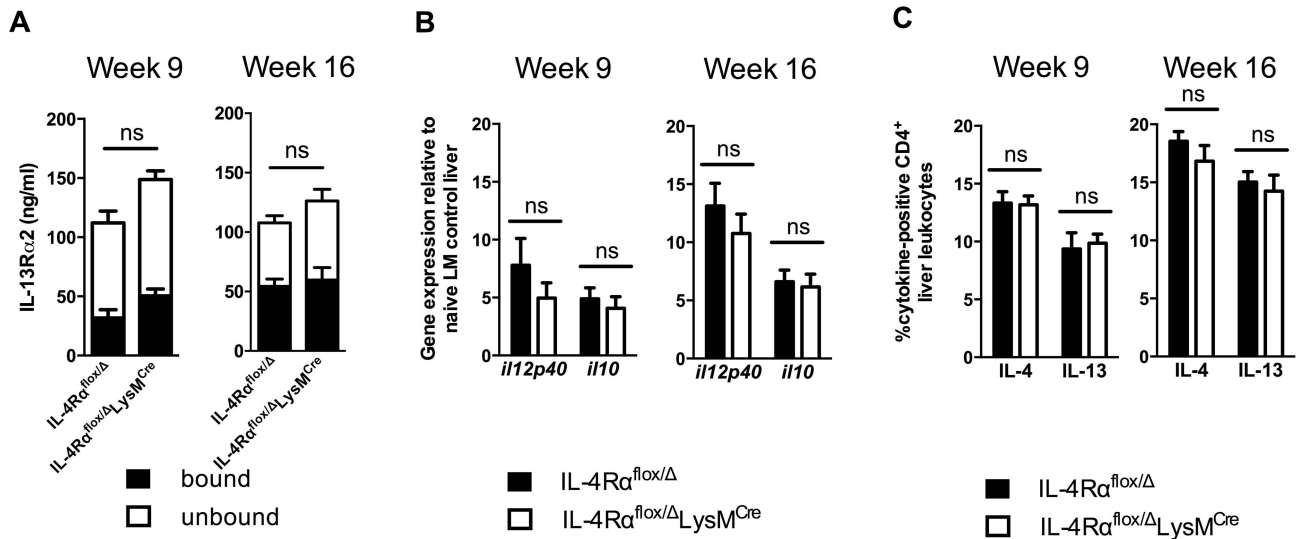 A
Week 9
Week 16
IL-13Rα2 (ng/ml)
200
150
100
50
0
200
150
100
50
0
ns
ns
IL-4Rα^flox/Δ
IL-4Rα^flox/ΔLysM^Cre
IL-4Rα^flox/Δ
IL-4Rα^flox/ΔLysM^Cre
bound
unbound
B
Week 9
Week 16
Gene expression relative to
naive LM control liver
20
15
10
5
0
ns
ns
il12p40 il10
20
15
10
5
0
ns
ns
il12p40 il10
IL-4Rα^flox/Δ
IL-4Rα^flox/ΔLysM^Cre
C
Week 9
Week 16
%cytokine-positive CD4⁺
liver leukocytes
20
15
10
5
0
ns
ns
IL-4 IL-13
20
15
10
5
0
ns
ns
IL-4 IL-13
IL-4Rα^flox/Δ
IL-4Rα^flox/ΔLysM^Cre